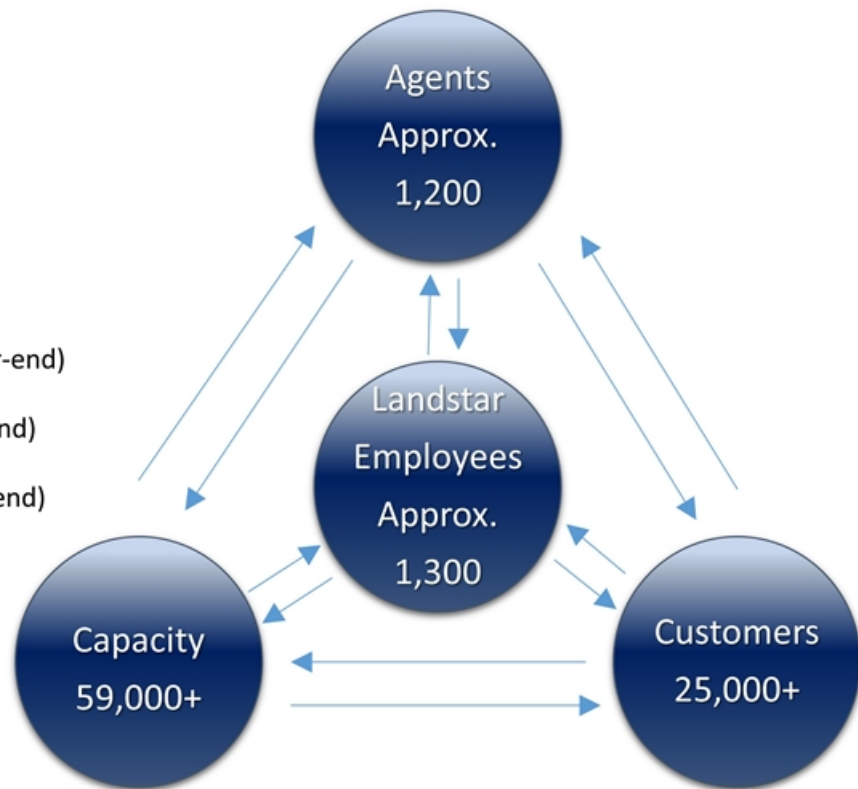 Agents
Approx.
1,200
-end)
nd)
end)
Landstar
Employees
Approx.
1,300
Capacity
59,000+
Customers
25,000+